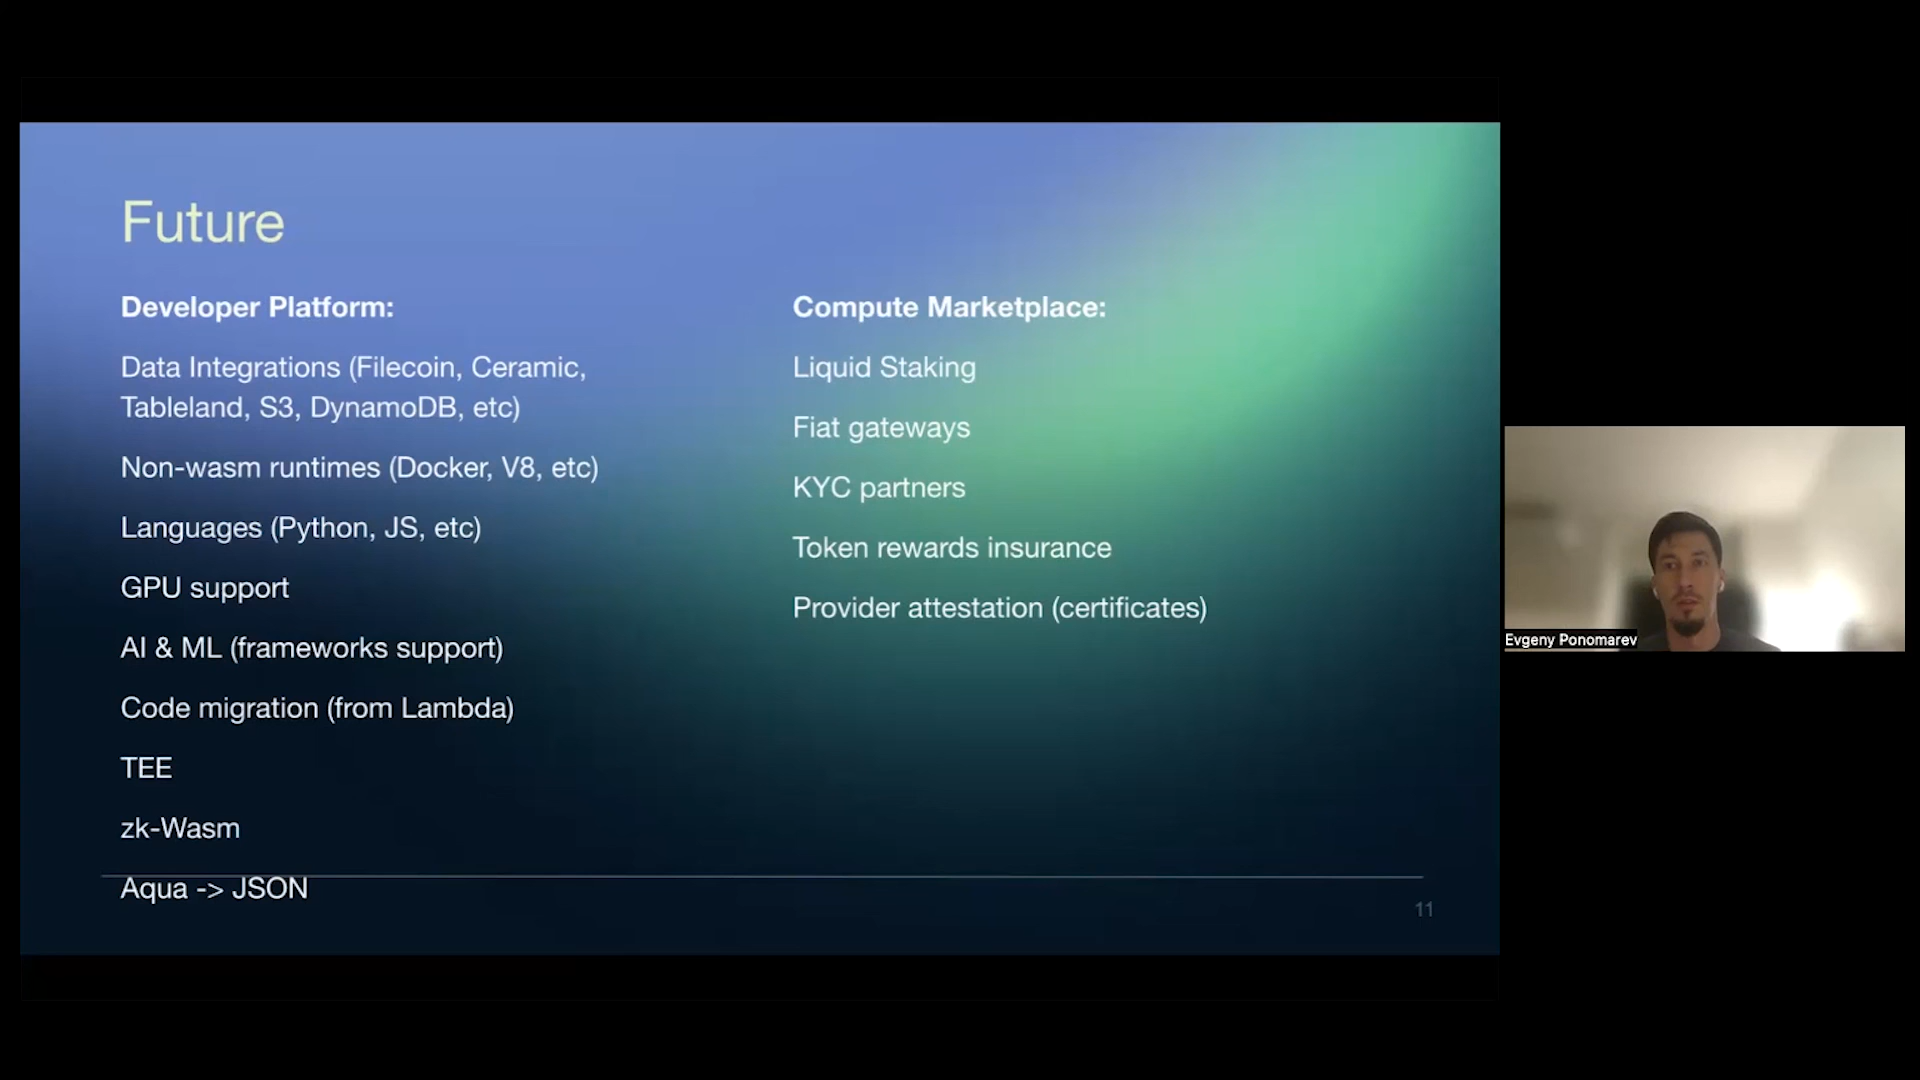 Future
Developer Platform:
Data Integrations (Filecoin, Ceramic,
Tableland, S3, DynamoDB, etc)
Non-wasm runtimes (Docker, V8, etc)
Languages (Python, JS, etc)
GPU support
AI & ML (frameworks support)
Code migration (from Lambda)
TEE
zk-Wasm
Aqua -> JSON
Compute Marketplace:
Liquid Staking
Fiat gateways
KYC partners
Token rewards insurance
Provider attestation (certificates)
11
Evgeny Ponomarev